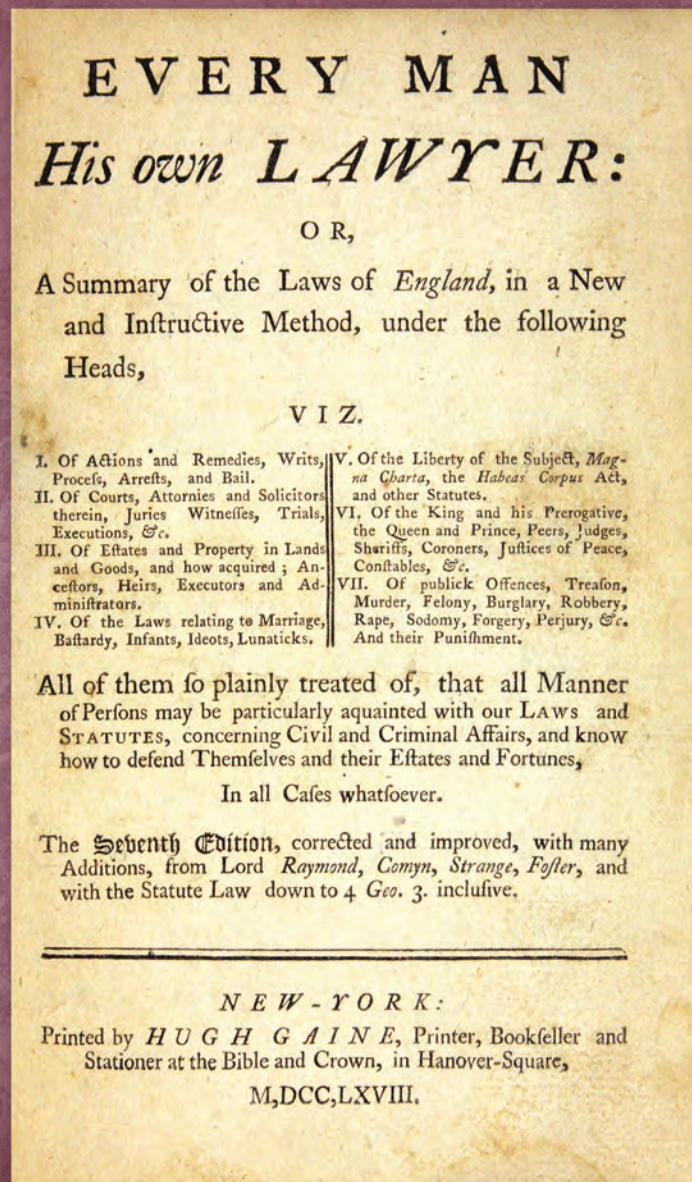 EVERY MAN
His own LAWYER:
OR,
A Summary of the Laws of England, in a New
and Inſtructive Method, under the following
Heads,
VIZ.
I. Of Actions and Remedies, Writs,
Proceſs, Arreſts, and Bail.
II. Of Courts, Attornies and Solicitors
therein, Juries Witneſſes, Trials,
Executions, &c.
III. Of Eſtates and Property in Lands
and Goods, and how acquired ; An-
ceſtors, Heirs, Executors and Ad-
miniſtrators.
IV. Of the Laws relating to Marriage,
Baſtardy, Infants, Ideots, Lunaticks.
V. Of the Liberty of the Subject, Mag-
na Charta, the Habeas Corpus Act,
and other Statutes.
VI. Of the King and his Prerogative,
the Queen and Prince, Peers, Judges,
Sheriffs, Coroners, Juſtices of Peace,
Conſtables, &c.
VII. Of publick Offences, Treaſon,
Murder, Felony, Burglary, Robbery,
Rape, Sodomy, Forgery, Perjury, &c.
And their Puniſhment.
All of them ſo plainly treated of, that all Manner
of Perſons may be particularly aquainted with our LAWS and
STATUTES, concerning Civil and Criminal Affairs, and know
how to defend Themſelves and their Eſtates and Fortunes,
In all Caſes whatſoever.
The Seventh Edition, corrected and improved, with many
Additions, from Lord Raymond, Comyn, Strange, Foſter, and
with the Statute Law down to 4 Geo. 3. incluſive.
NEW-YORK:
Printed by HUGH GAINE, Printer, Bookſeller and
Stationer at the Bible and Crown, in Hanover-Square,
M,DCC,LXVIII.